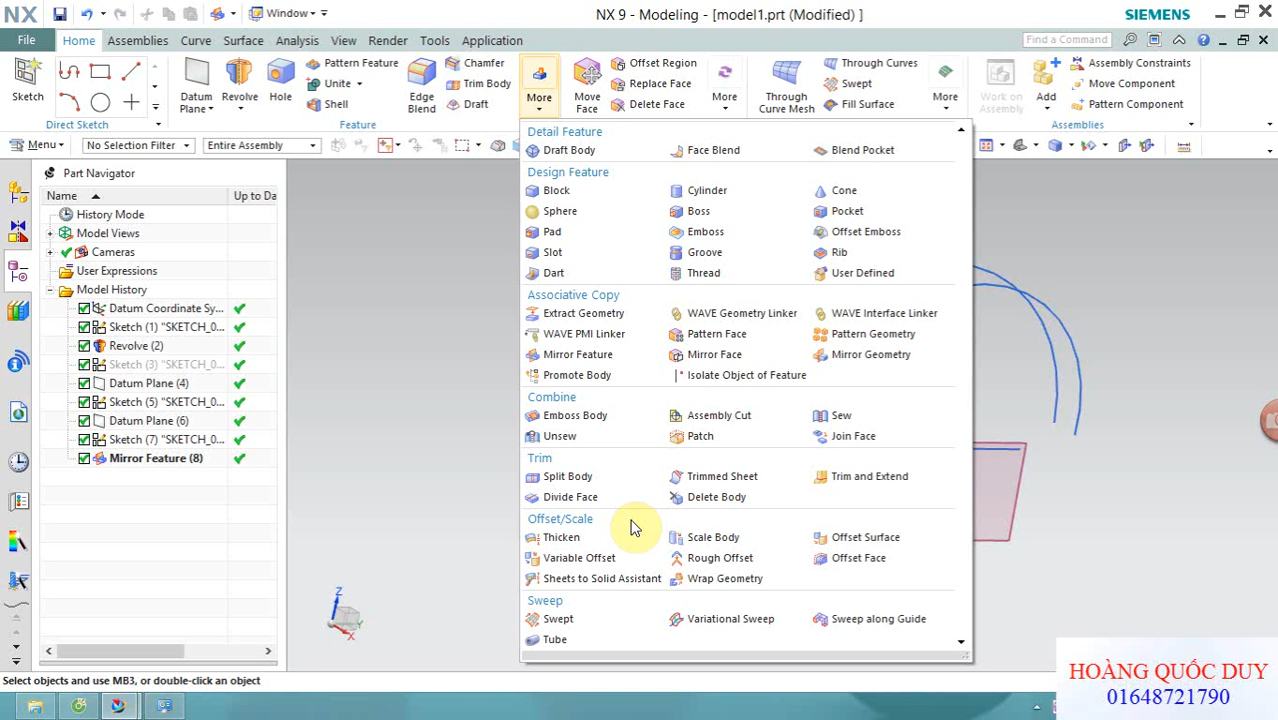 NX Window NX 9 - Modeling - [model1.prt (Modified) ] SIEMENS
File Home Assemblies Curve Surface Analysis View Render Tools Application Find a Command
Sketch
Direct Sketch
Datum Plane
Revolve
Hole
Pattern Feature
Unite
Shell
Edge Blend
Chamfer
Trim Body
Draft
Feature
More
Move Face
Offset Region
Replace Face
Delete Face
More
Through Curve Mesh
Through Curves
Swept
Fill Surface
More
Work on Assembly
Add
Assembly Constraints
Move Component
Pattern Component
Assemblies
Menu No Selection Filter Entire Assembly
Part Navigator
Name Up to Da
History Mode
Model Views
Cameras
User Expressions
Model History
Datum Coordinate Sy...
Sketch (1) "SKETCH_0...
Revolve (2)
Sketch (3) "SKETCH_0...
Datum Plane (4)
Sketch (5) "SKETCH_0...
Datum Plane (6)
Sketch (7) "SKETCH_0...
Mirror Feature (8)
Detail Feature
Draft Body Face Blend Blend Pocket
Design Feature
Block Cylinder Cone
Sphere Boss Pocket
Pad Emboss Offset Emboss
Slot Groove Rib
Dart Thread User Defined
Associative Copy
Extract Geometry WAVE Geometry Linker WAVE Interface Linker
WAVE PMI Linker Pattern Face Pattern Geometry
Mirror Feature Mirror Face Mirror Geometry
Promote Body Isolate Object of Feature
Combine
Emboss Body Assembly Cut Sew
Unsew Patch Join Face
Trim
Split Body Trimmed Sheet Trim and Extend
Divide Face Delete Body
Offset/Scale
Thicken Scale Body Offset Surface
Variable Offset Rough Offset Offset Face
Sheets to Solid Assistant Wrap Geometry
Sweep
Swept Variational Sweep Sweep along Guide
Tube
Z
Y
X
Select objects and use MB3, or double-click an object
HOÀNG QUỐC DUY
01648721790